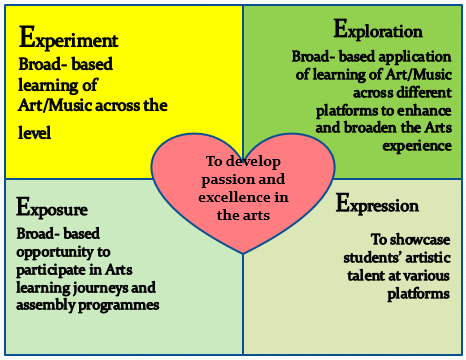 Experiment
Broad- based
learning of
Art/Music across the
level
Exploration
Broad- based application
of learning of Art/Music
across different
platforms to enhance
and broaden the Arts
experience
To develop
passion and
excellence in
the arts
Exposure
Broad- based
opportunity to
participate in Arts
learning journeys and
assembly programmes
Expression
To showcase
students' artistic
talent at various
platforms